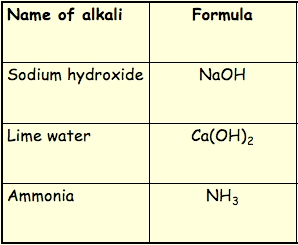 Name of alkali Formula
Sodium hydroxide NaOH
Lime water Ca(OH)₂
Ammonia NH₃